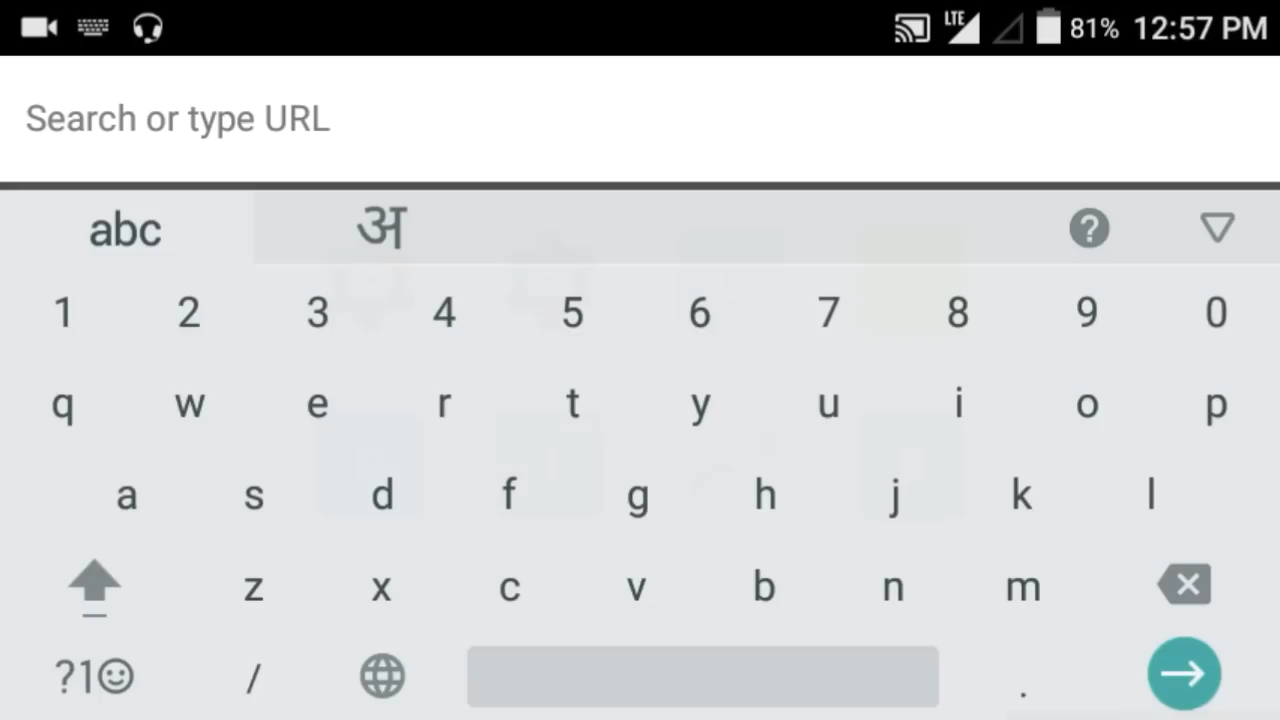 LTE 81% 12:57 PM
Search or type URL
abc अ ?
1 2 3 4 5 6 7 8 9 0
q w e r t y u i o p
a s d f g h j k l
z x c v b n m
?1☺ / .